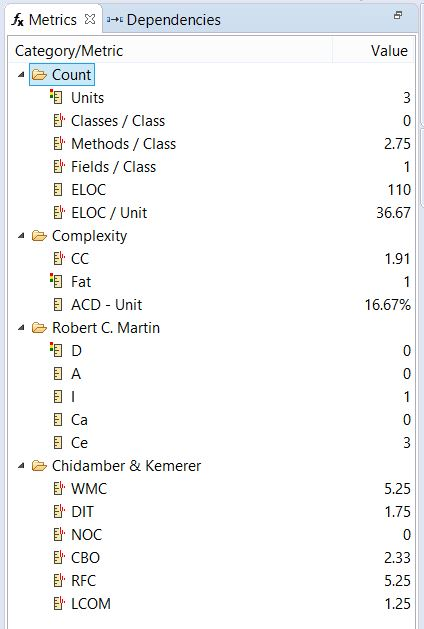 fx Metrics Dependencies
Category/Metric Value
Count
Units 3
Classes / Class 0
Methods / Class 2.75
Fields / Class 1
ELOC 110
ELOC / Unit 36.67
Complexity
CC 1.91
Fat 1
ACD - Unit 16.67%
Robert C. Martin
D 0
A 0
I 1
Ca 0
Ce 3
Chidamber & Kemerer
WMC 5.25
DIT 1.75
NOC 0
CBO 2.33
RFC 5.25
LCOM 1.25